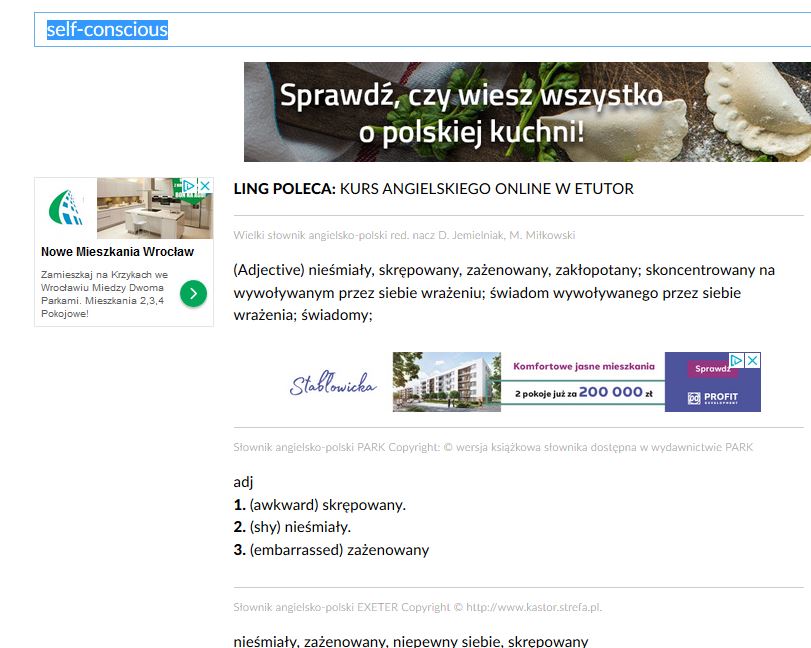 self-conscious
Sprawdź, czy wiesz wszystko
o polskiej kuchni!
Nowe Mieszkania Wrocław
Zamieszkaj na Krzykach we
Wrocławiu Miedzy Dwoma
Parkami. Mieszkania 2,3,4
Pokojowe!
LING POLECA: KURS ANGIELSKIEGO ONLINE W ETUTOR
Wielki słownik angielsko-polski red. nacz D. Jemielniak, M. Miłkowski
(Adjective) nieśmiały, skrępowany, zażenowany, zakłopotany; skoncentrowany na
wywoływanym przez siebie wrażeniu; świadom wywoływanego przez siebie
wrażenia; świadomy;
Stabłowicka
Komfortowe jasne mieszkania
2 pokoje już za 200 000 zł
Sprawdź
pd PROFIT
DEVELOPMENT
Słownik angielsko-polski PARK Copyright: © wersja książkowa słownika dostępna w wydawnictwie PARK
adj
1. (awkward) skrępowany.
2. (shy) nieśmiały.
3. (embarrassed) zażenowany
Słownik angielsko-polski EXETER Copyright © http://www.kastor.strefa.pl.
nieśmiały, zażenowany, niepewny siebie, skrępowany